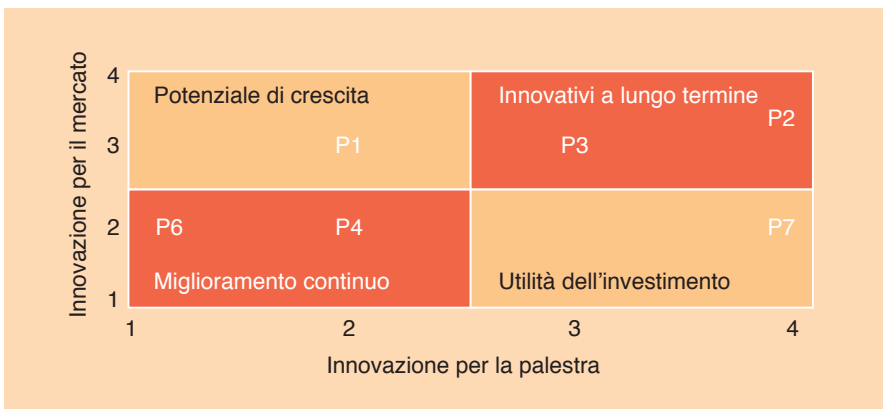 Innovazione per il mercato
4
3
2
1
Potenziale di crescita
Innovativi a lungo termine
P2
P1
P3
P6
P4
P7
Miglioramento continuo
Utilità dell'investimento
1
2
3
4
Innovazione per la palestra